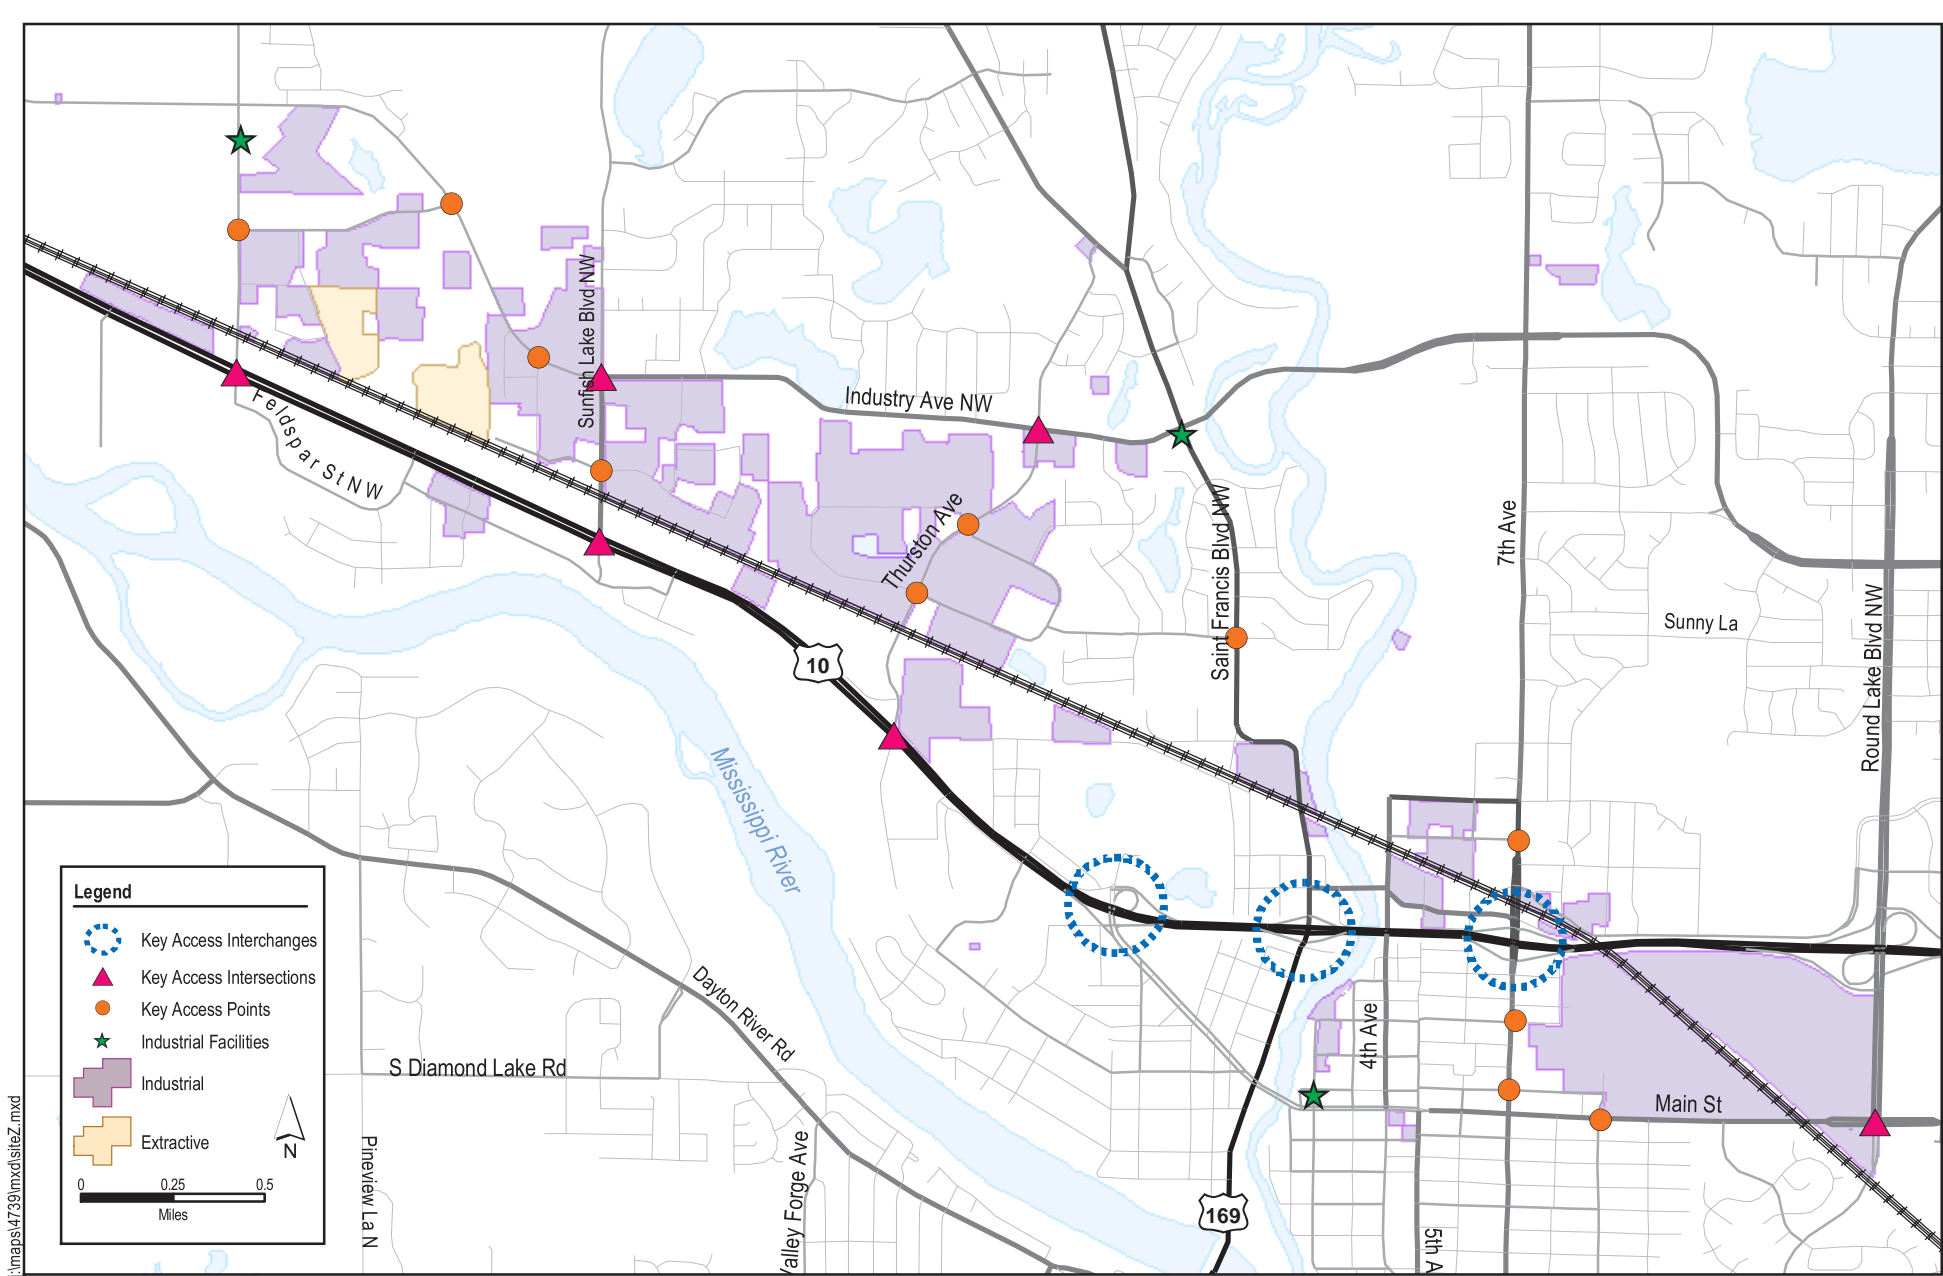 Sunfish Lake Blvd NW
Industry Ave NW
Feldspar St NW
Thurston Ave
Saint Francis Blvd NW
7th Ave
Sunny La
Round Lake Blvd NW
10
Mississippi River
Legend
Key Access Interchanges
Key Access Intersections
Key Access Points
Industrial Facilities
Industrial
Extractive
N
0 0.25 0.5
Miles
Dayton River Rd
S Diamond Lake Rd
4th Ave
Main St
Pineview La N
Valley Forge Ave
169
5th A
:\maps\4739\mxd\siteZ.mxd